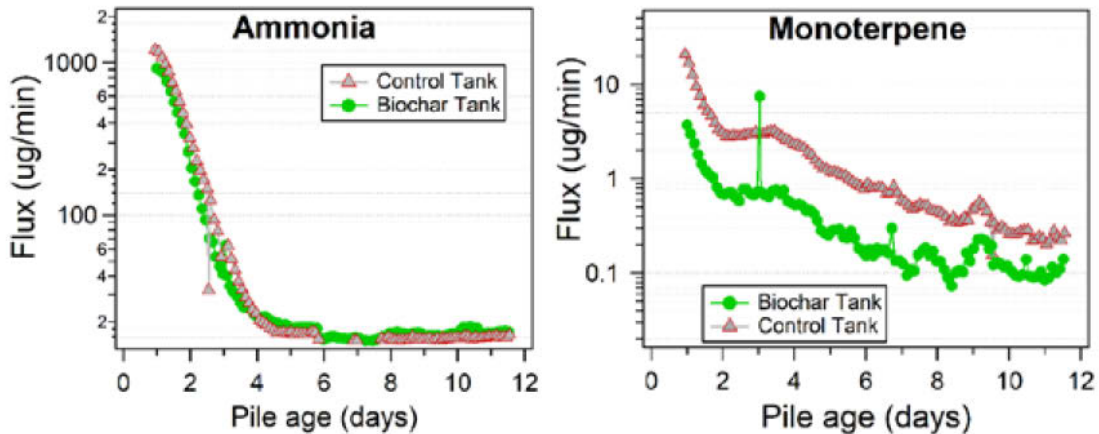 Ammonia
Control Tank
Biochar Tank
Flux (ug/min)
2
1000
6
4
2
100
6
4
2
0 2 4 6 8 10 12
Pile age (days)
Monoterpene
Biochar Tank
Control Tank
Flux (ug/min)
10
1
0.1
0 2 4 6 8 10 12
Pile age (days)